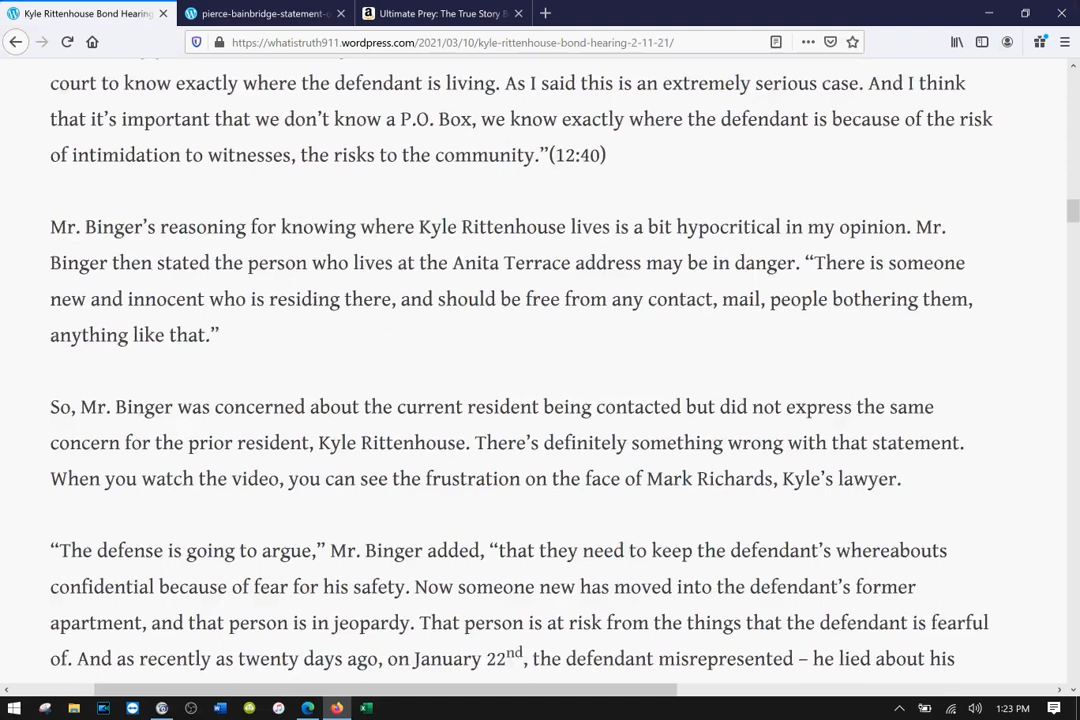 Kyle Rittenhouse Bond Hearing
pierce-bainbridge-statement-o
Ultimate Prey: The True Story B
https://whatistruth911.wordpress.com/2021/03/10/kyle-rittenhouse-bond-hearing-2-11-21/
court to know exactly where the defendant is living. As I said this is an extremely serious case. And I think
that it’s important that we don’t know a P.O. Box, we know exactly where the defendant is because of the risk
of intimidation to witnesses, the risks to the community.”(12:40)
Mr. Binger’s reasoning for knowing where Kyle Rittenhouse lives is a bit hypocritical in my opinion. Mr.
Binger then stated the person who lives at the Anita Terrace address may be in danger. “There is someone
new and innocent who is residing there, and should be free from any contact, mail, people bothering them,
anything like that.”
So, Mr. Binger was concerned about the current resident being contacted but did not express the same
concern for the prior resident, Kyle Rittenhouse. There’s definitely something wrong with that statement.
When you watch the video, you can see the frustration on the face of Mark Richards, Kyle’s lawyer.
“The defense is going to argue,” Mr. Binger added, “that they need to keep the defendant’s whereabouts
confidential because of fear for his safety. Now someone new has moved into the defendant’s former
apartment, and that person is in jeopardy. That person is at risk from the things that the defendant is fearful
of. And as recently as twenty days ago, on January 22nd, the defendant misrepresented – he lied about his
1:23 PM